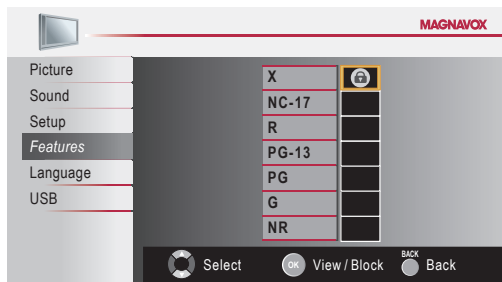 MAGNAVOX
Picture
Sound
Setup
Features
Language
USB
X
NC-17
R
PG-13
PG
G
NR
Select
OK View / Block
BACK Back